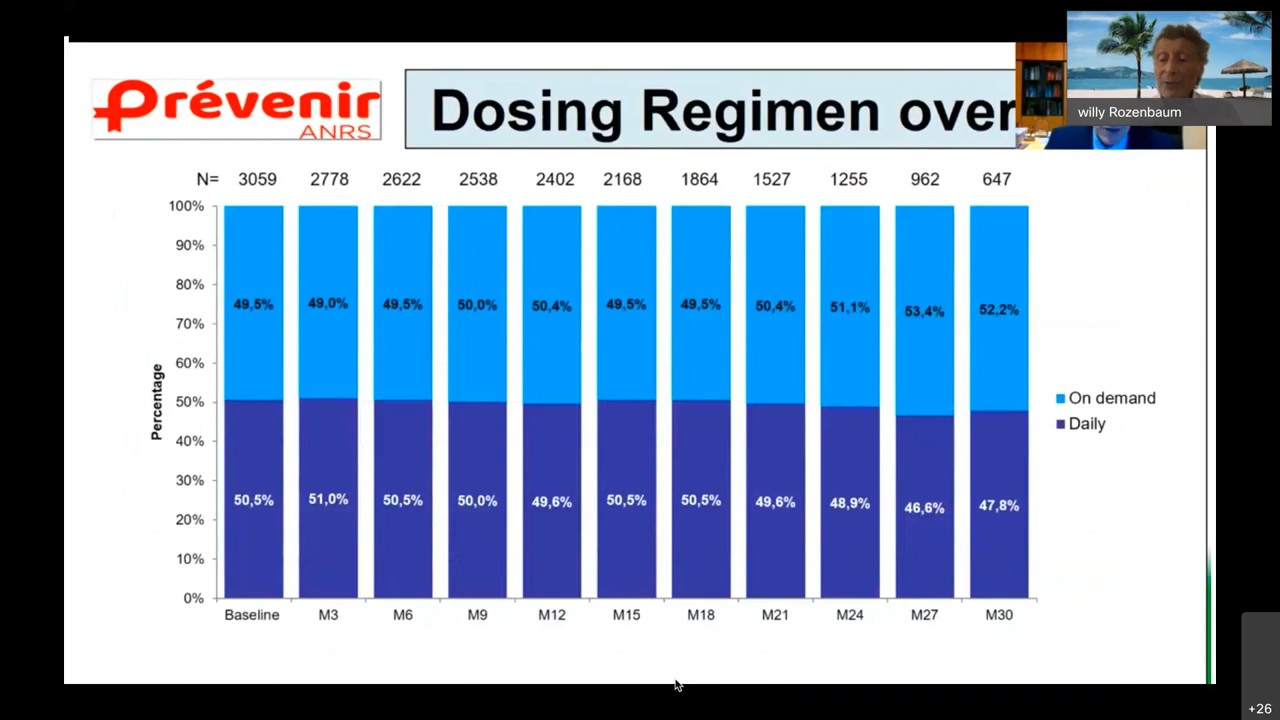 Prévenir
ANRS
Dosing Regimen over
willy Rozenbaum
N= 3059 2778 2622 2538 2402 2168 1864 1527 1255 962 647
100%
90%
80%
70%
60%
50%
40%
30%
20%
10%
0%
Percentage
49,5% 49,0% 49,5% 50,0% 50,4% 49,5% 49,5% 50,4% 51,1% 53,4% 52,2%
50,5% 51,0% 50,5% 50,0% 49,6% 50,5% 50,5% 49,6% 48,9% 46,6% 47,8%
Baseline M3 M6 M9 M12 M15 M18 M21 M24 M27 M30
On demand
Daily
+26